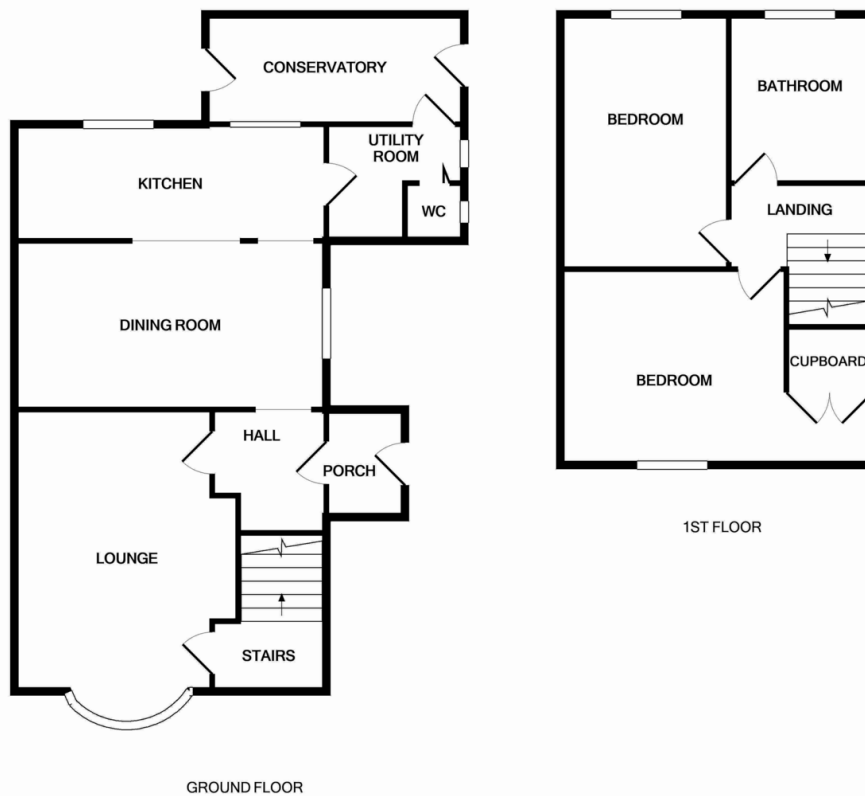 CONSERVATORY
UTILITY
ROOM
KITCHEN
WC
DINING ROOM
HALL
PORCH
LOUNGE
STAIRS
GROUND FLOOR
BEDROOM
BATHROOM
LANDING
BEDROOM
CUPBOARD
1ST FLOOR